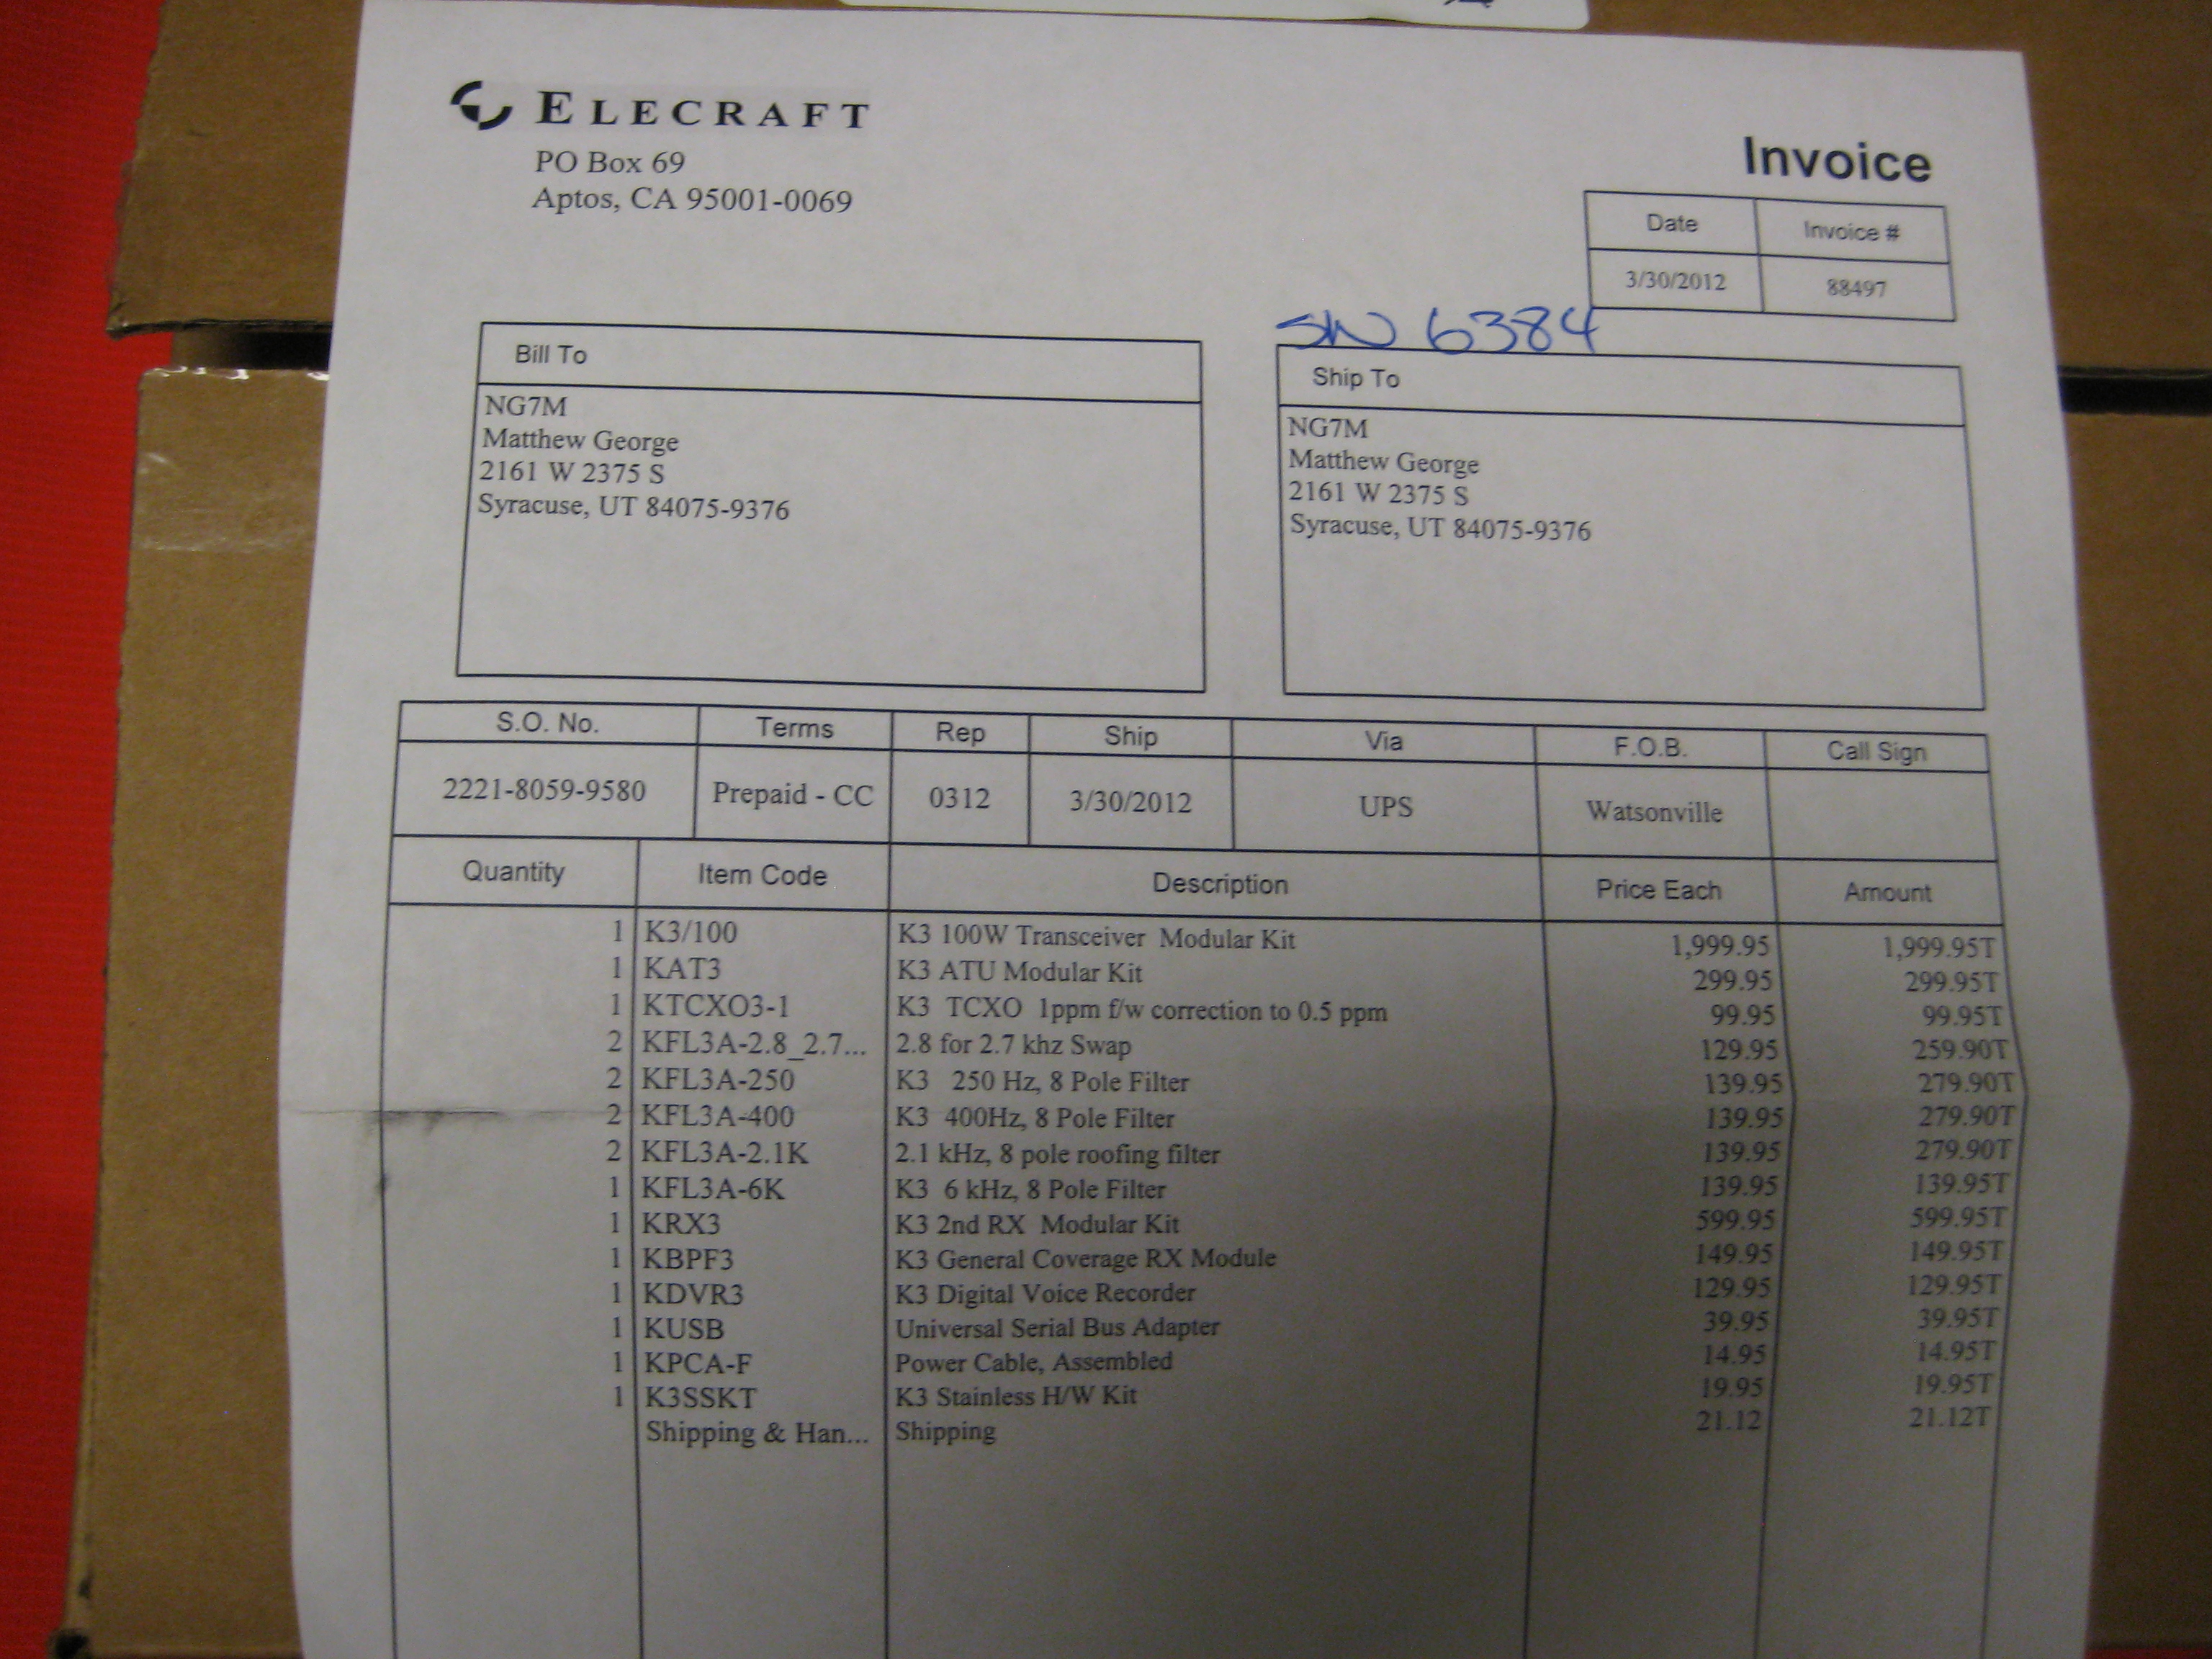 ELECRAFT
PO Box 69
Aptos, CA 95001-0069
Invoice
Date Invoice #
3/30/2012 88497
SN 6384
Bill To
NG7M
Matthew George
2161 W 2375 S
Syracuse, UT 84075-9376
Ship To
NG7M
Matthew George
2161 W 2375 S
Syracuse, UT 84075-9376
S.O. No. Terms Rep Ship Via F.O.B. Call Sign
2221-8059-9580 Prepaid - CC 0312 3/30/2012 UPS Watsonville
Quantity Item Code Description Price Each Amount
1 K3/100 K3 100W Transceiver Modular Kit 1,999.95 1,999.95T
1 KAT3 K3 ATU Modular Kit 299.95 299.95T
1 KTCXO3-1 K3 TCXO 1ppm f/w correction to 0.5 ppm 99.95 99.95T
2 KFL3A-2.8_2.7... 2.8 for 2.7 khz Swap 129.95 259.90T
2 KFL3A-250 K3 250 Hz, 8 Pole Filter 139.95 279.90T
2 KFL3A-400 K3 400Hz, 8 Pole Filter 139.95 279.90T
2 KFL3A-2.1K 2.1 kHz, 8 pole roofing filter 139.95 279.90T
1 KFL3A-6K K3 6 kHz, 8 Pole Filter 139.95 139.95T
1 KRX3 K3 2nd RX Modular Kit 599.95 599.95T
1 KBPF3 K3 General Coverage RX Module 149.95 149.95T
1 KDVR3 K3 Digital Voice Recorder 129.95 129.95T
1 KUSB Universal Serial Bus Adapter 39.95 39.95T
1 KPCA-F Power Cable, Assembled 14.95 14.95T
1 K3SSKT K3 Stainless H/W Kit 19.95 19.95T
Shipping & Han... Shipping 21.12 21.12T